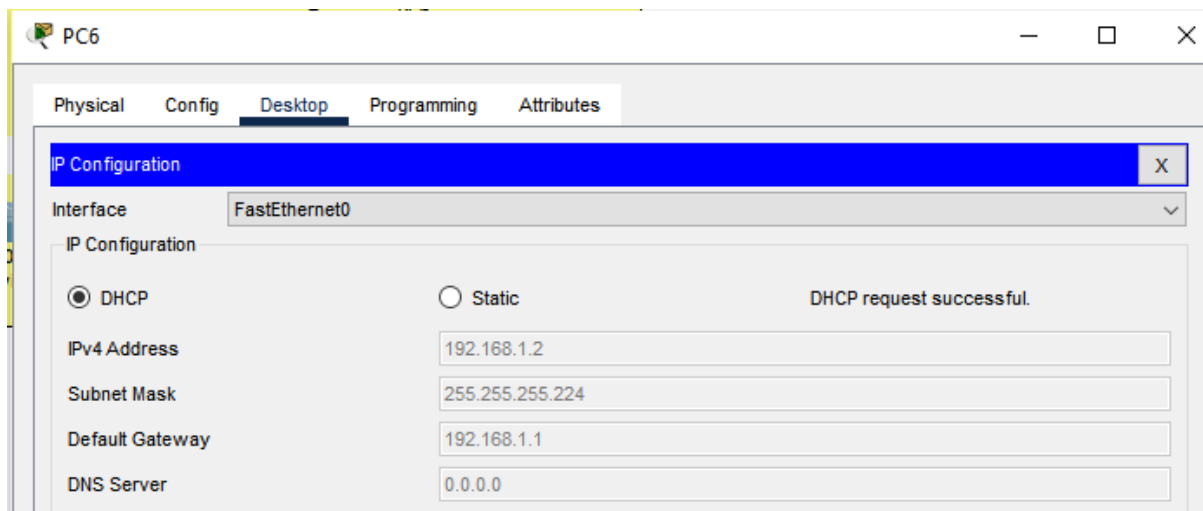 PC6
Physical Config Desktop Programming Attributes
IP Configuration X
Interface FastEthernet0
IP Configuration
DHCP Static DHCP request successful.
IPv4 Address 192.168.1.2
Subnet Mask 255.255.255.224
Default Gateway 192.168.1.1
DNS Server 0.0.0.0